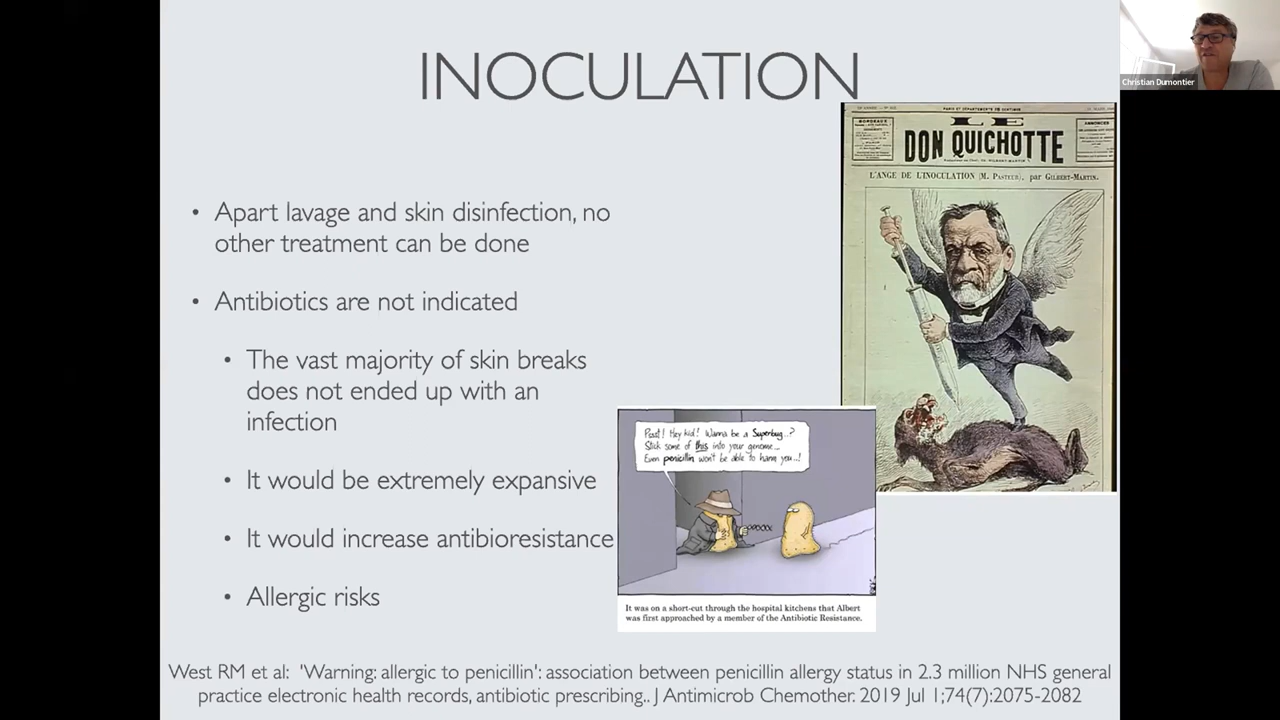 INOCULATION
Christian Dumontier
• Apart lavage and skin disinfection, no
other treatment can be done
• Antibiotics are not indicated
• The vast majority of skin breaks
does not ended up with an
infection
• It would be extremely expansive
• It would increase antibioresistance
• Allergic risks
LE
DON QUICHOTTE
BORDEAUX
ANNONCES
L'ANGE DE L'INOCULATION (M. PASTEUR), par GILBERT-MARTIN.
Psst! Hey kid! Wanna be a Superbug..?
Stick some of this into your genome...
Even penicillin won't be able to harm you..!
It was on a short-cut through the hospital kitchens that Albert
was first approached by a member of the Antibiotic Resistance.
West RM et al: 'Warning: allergic to penicillin': association between penicillin allergy status in 2.3 million NHS general
practice electronic health records, antibiotic prescribing.. J Antimicrob Chemother. 2019 Jul 1;74(7):2075-2082